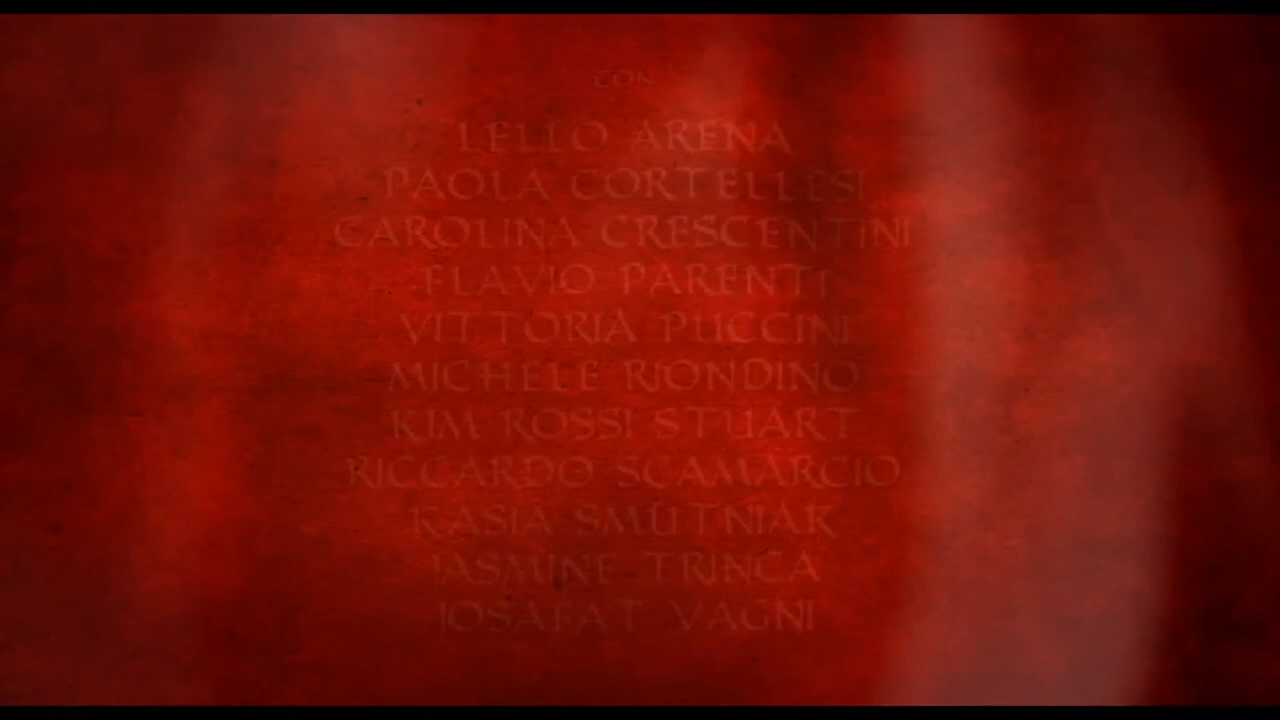 CON
LELLO ARENA
PAOLA CORTELLESI
CAROLINA CRESCENTINI
FLAVIO PARENTI
VITTORIA PUCCINI
MICHELE RIONDINO
KIM ROSSI STUART
RICCARDO SCAMARCIO
KASIA SMUTNIAK
JASMINE TRINCA
JOSAFAT VAGNI